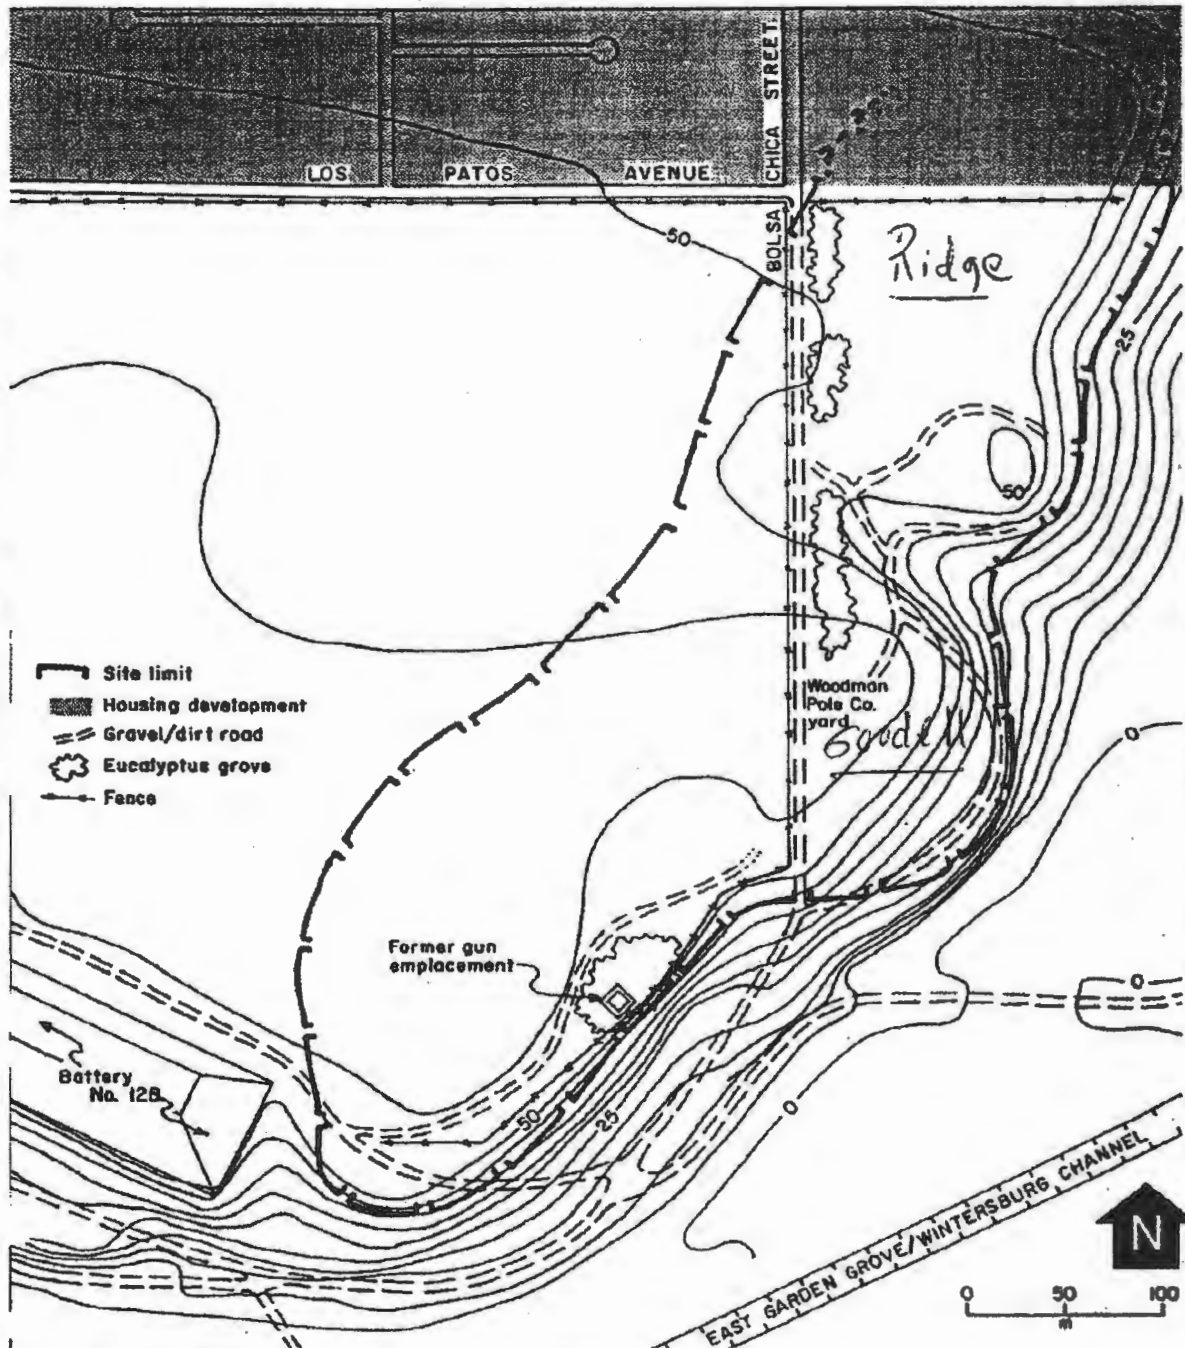 LOS PATOS AVENUE
BOLSA CHICA STREET
50
Ridge
25
50
Site limit
Housing development
Gravel/dirt road
Eucalyptus grove
Fence
Woodman
Pole Co.
yard
Goodell
0
Former gun
emplacement
0
Battery
No. 128
50
25
0
EAST GARDEN GROVE/WINTERSBURG CHANNEL
N
0 50 100
m